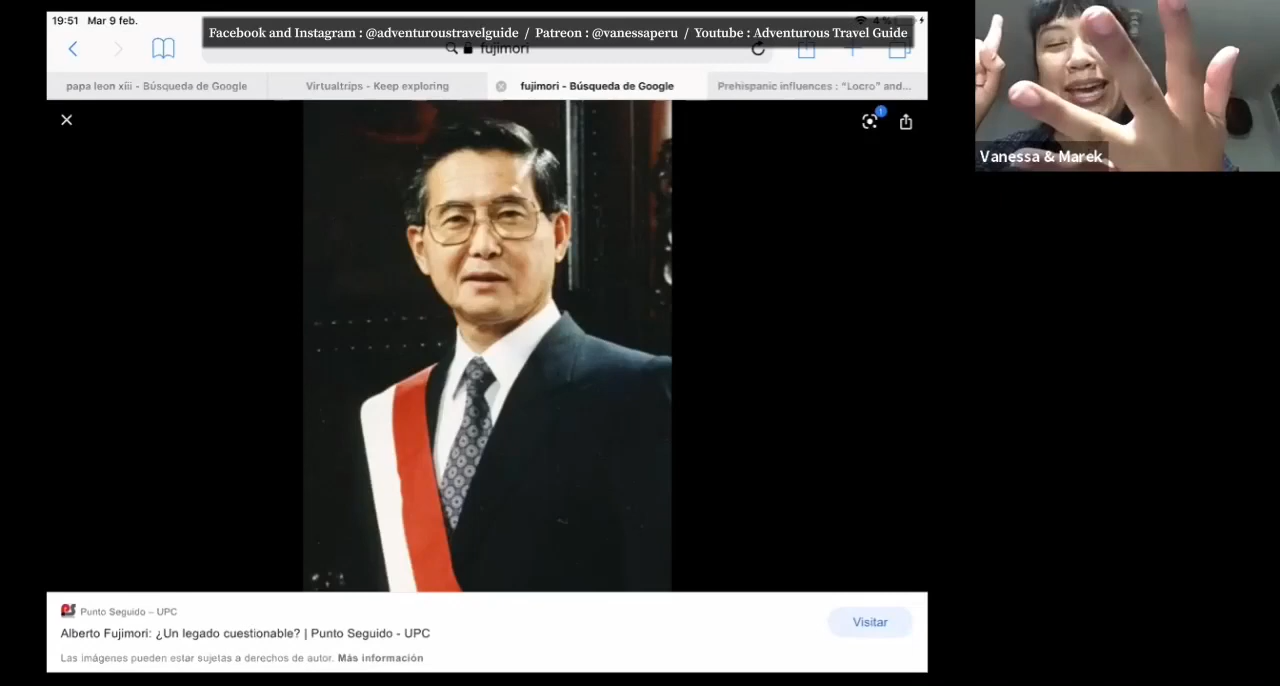 19:51 Mar 9 feb.
4%
Facebook and Instagram : @adventuroustravelguide / Patreon : @vanessaperu / Youtube : Adventurous Travel Guide
fujimori
papa leon xiii - Búsqueda de Google
Virtualtrips - Keep exploring
fujimori - Búsqueda de Google
Prehispanic influences : "Locro" and...
1
Vanessa & Marek
Punto Seguido – UPC
Alberto Fujimori: ¿Un legado cuestionable? | Punto Seguido - UPC
Visitar
Las imágenes pueden estar sujetas a derechos de autor. Más información